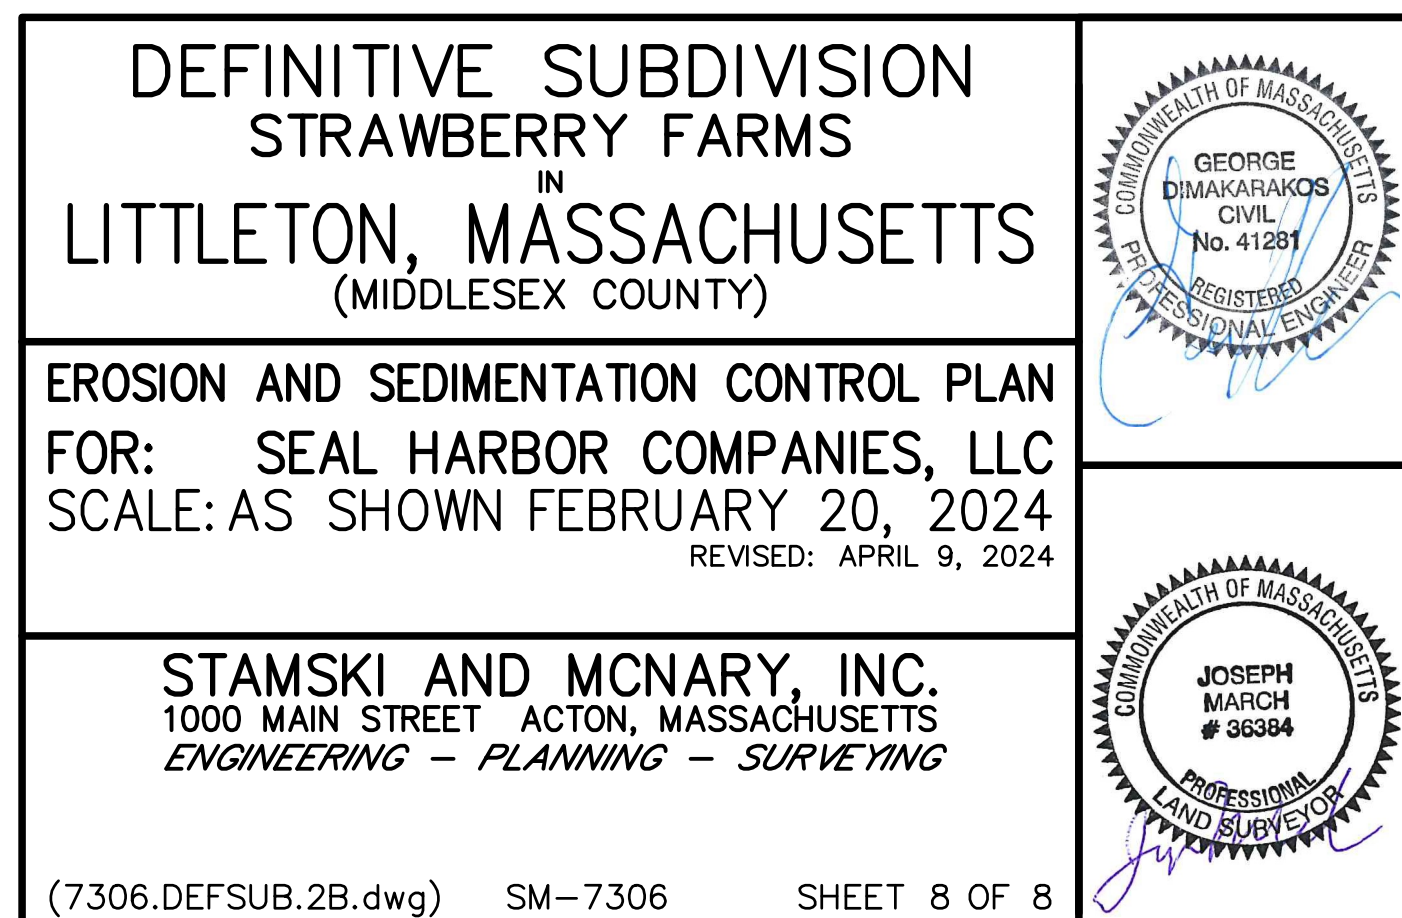 DEFINITIVE SUBDIVISION
STRAWBERRY FARMS
IN
LITTLETON, MASSACHUSETTS
(MIDDLESEX COUNTY)
EROSION AND SEDIMENTATION CONTROL PLAN
FOR: SEAL HARBOR COMPANIES, LLC
SCALE: AS SHOWN FEBRUARY 20, 2024
REVISED: APRIL 9, 2024
STAMSKI AND MCNARY, INC.
1000 MAIN STREET ACTON, MASSACHUSETTS
ENGINEERING – PLANNING – SURVEYING
(7306.DEFSUB.2B.dwg) SM–7306 SHEET 8 OF 8
COMMONWEALTH OF MASSACHUSETTS
GEORGE
DIMAKARAKOS
CIVIL
No. 41281
REGISTERED
PROFESSIONAL ENGINEER
COMMONWEALTH OF MASSACHUSETTS
JOSEPH
MARCH
# 36384
PROFESSIONAL
LAND SURVEYOR